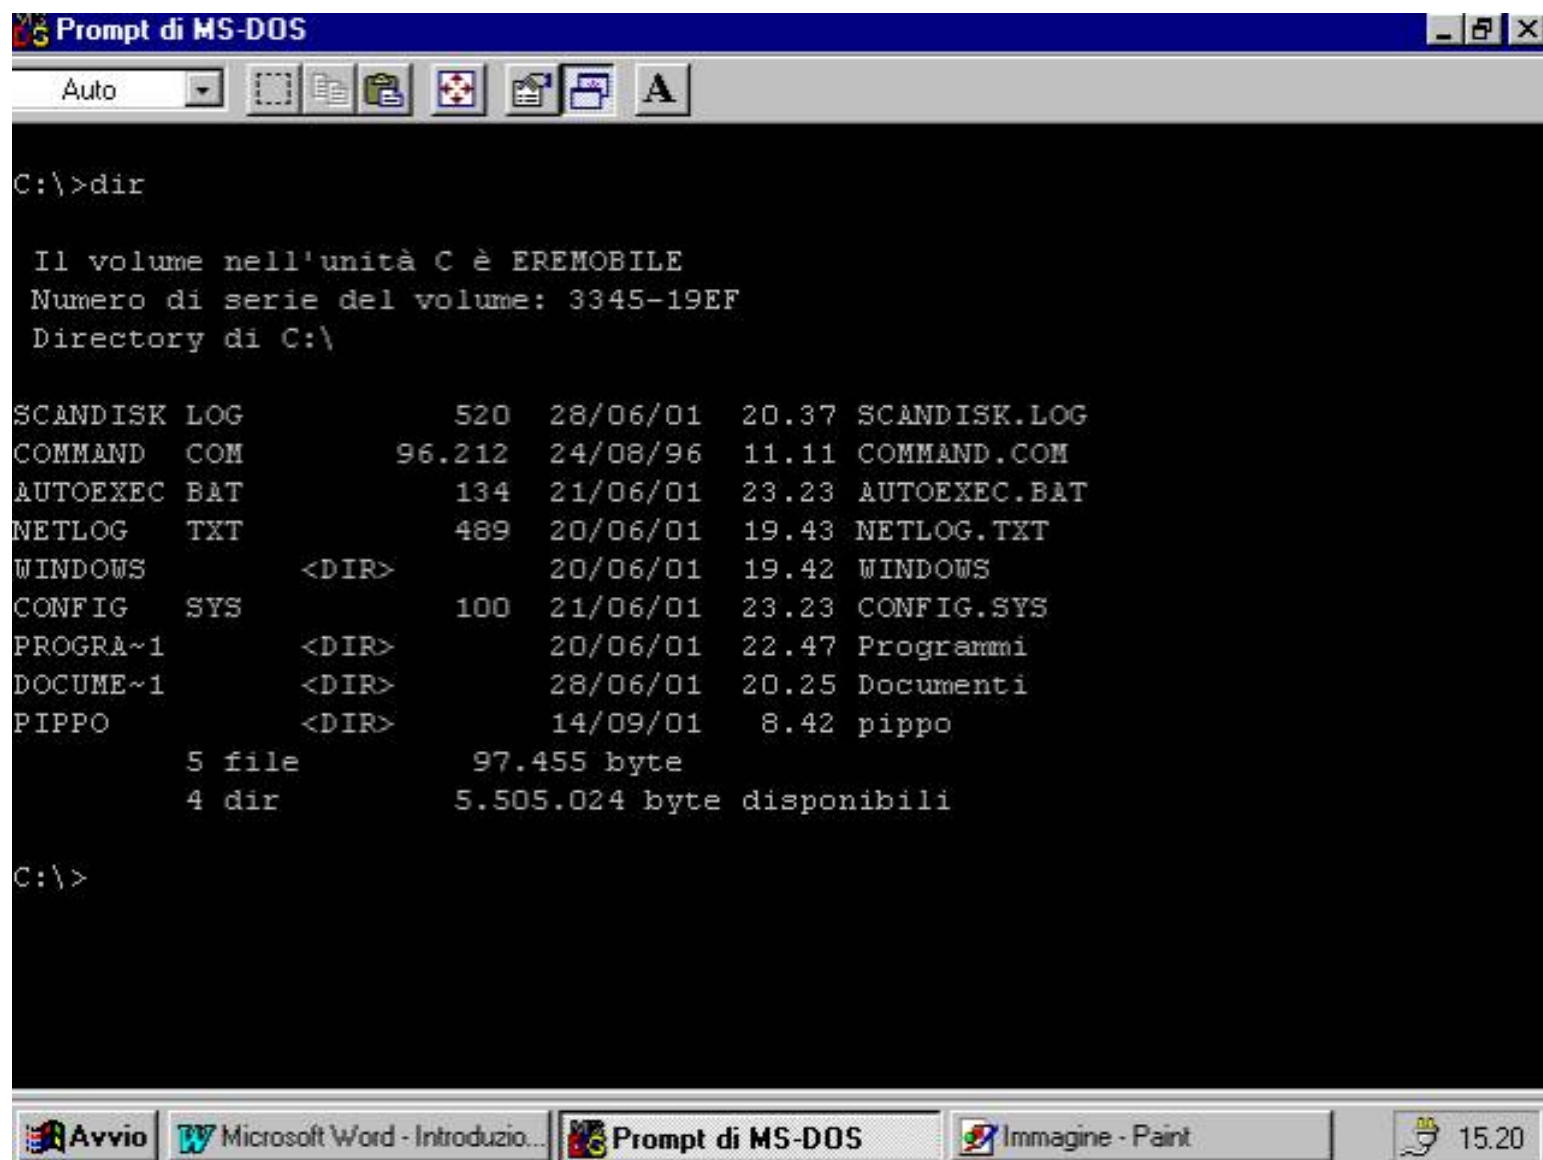 Prompt di MS-DOS
Auto
A
C:\>dir
Il volume nell'unità C è EREMOBILE
Numero di serie del volume: 3345-19EF
Directory di C:\
SCANDISK LOG 520 28/06/01 20.37 SCANDISK.LOG
COMMAND COM 96.212 24/08/96 11.11 COMMAND.COM
AUTOEXEC BAT 134 21/06/01 23.23 AUTOEXEC.BAT
NETLOG TXT 489 20/06/01 19.43 NETLOG.TXT
WINDOWS <DIR> 20/06/01 19.42 WINDOWS
CONFIG SYS 100 21/06/01 23.23 CONFIG.SYS
PROGRA~1 <DIR> 20/06/01 22.47 Programmi
DOCUME~1 <DIR> 28/06/01 20.25 Documenti
PIPPO <DIR> 14/09/01 8.42 pippo
5 file 97.455 byte
4 dir 5.505.024 byte disponibili
C:\>
Avvio Microsoft Word - Introduzio... Prompt di MS-DOS Immagine - Paint 15.20